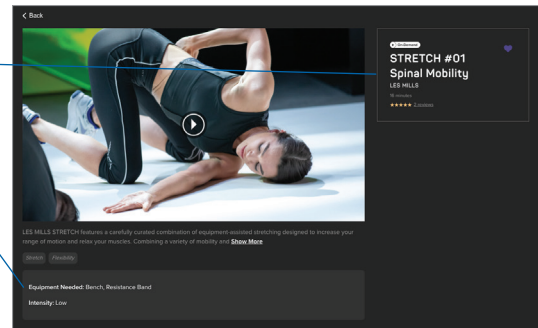 Back
On-Demand
STRETCH #01
Spinal Mobility
LES MILLS
16 minutes
2 reviews
LES MILLS STRETCH features a carefully curated combination of equipment-assisted stretching designed to increase your
range of motion and relax your muscles. Combining a variety of mobility and Show More
Stretch Flexibility
Equipment Needed: Bench, Resistance Band
Intensity: Low